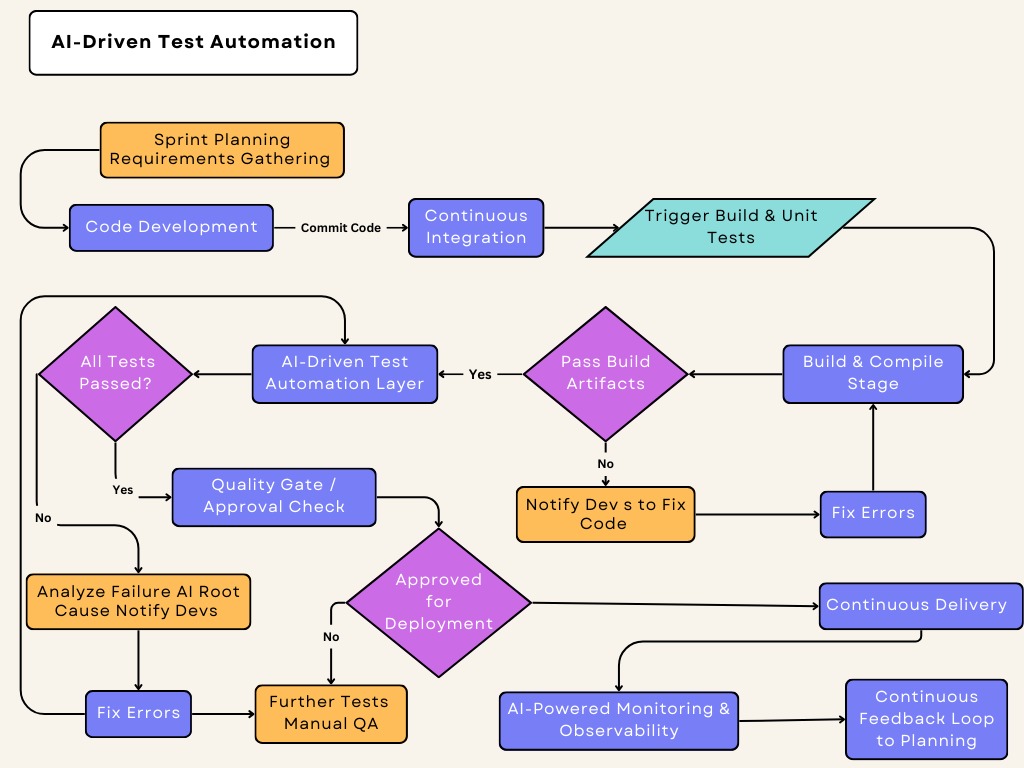 AI-Driven Test Automation
Sprint Planning
Requirements Gathering
Code Development
Commit Code
Continuous
Integration
Trigger Build & Unit
Tests
All Tests
Passed?
AI-Driven Test
Automation Layer
Yes
Pass Build
Artifacts
Build & Compile
Stage
No
Yes
Quality Gate /
Approval Check
Notify Dev s to Fix
Code
Fix Errors
No
Analyze Failure AI Root
Cause Notify Devs
Approved
for
Deployment
Continuous Delivery
No
Fix Errors
Further Tests
Manual QA
AI-Powered Monitoring &
Observability
Continuous
Feedback Loop
to Planning